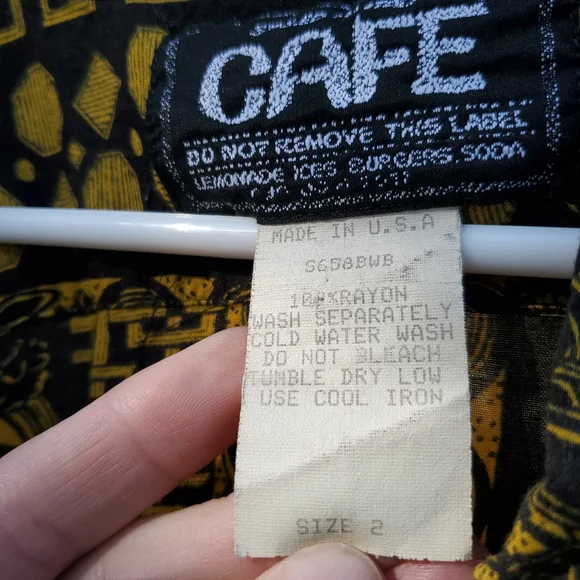 CAFE
DO NOT REMOVE THIS LABEL
LEMONADE ICES BURGERS SODA
MADE IN U.S.A
S658BWB
100%RAYON
WASH SEPARATELY
COLD WATER WASH
DO NOT BLEACH
TUMBLE DRY LOW
USE COOL IRON
SIZE 2